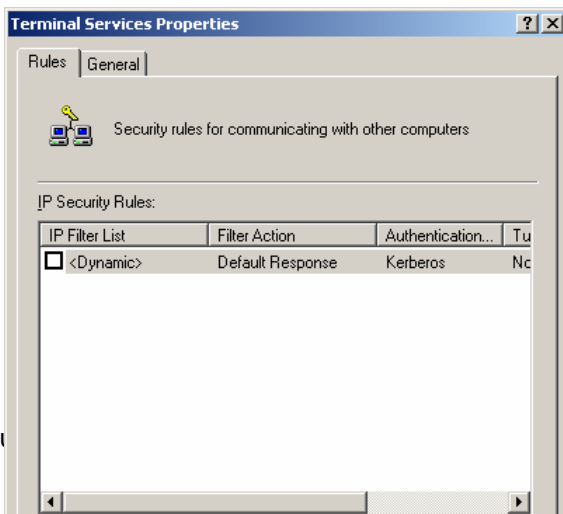 Terminal Services Properties
Rules General
Security rules for communicating with other computers
IP Security Rules:
IP Filter List Filter Action Authentication... Tu
<Dynamic> Default Response Kerberos